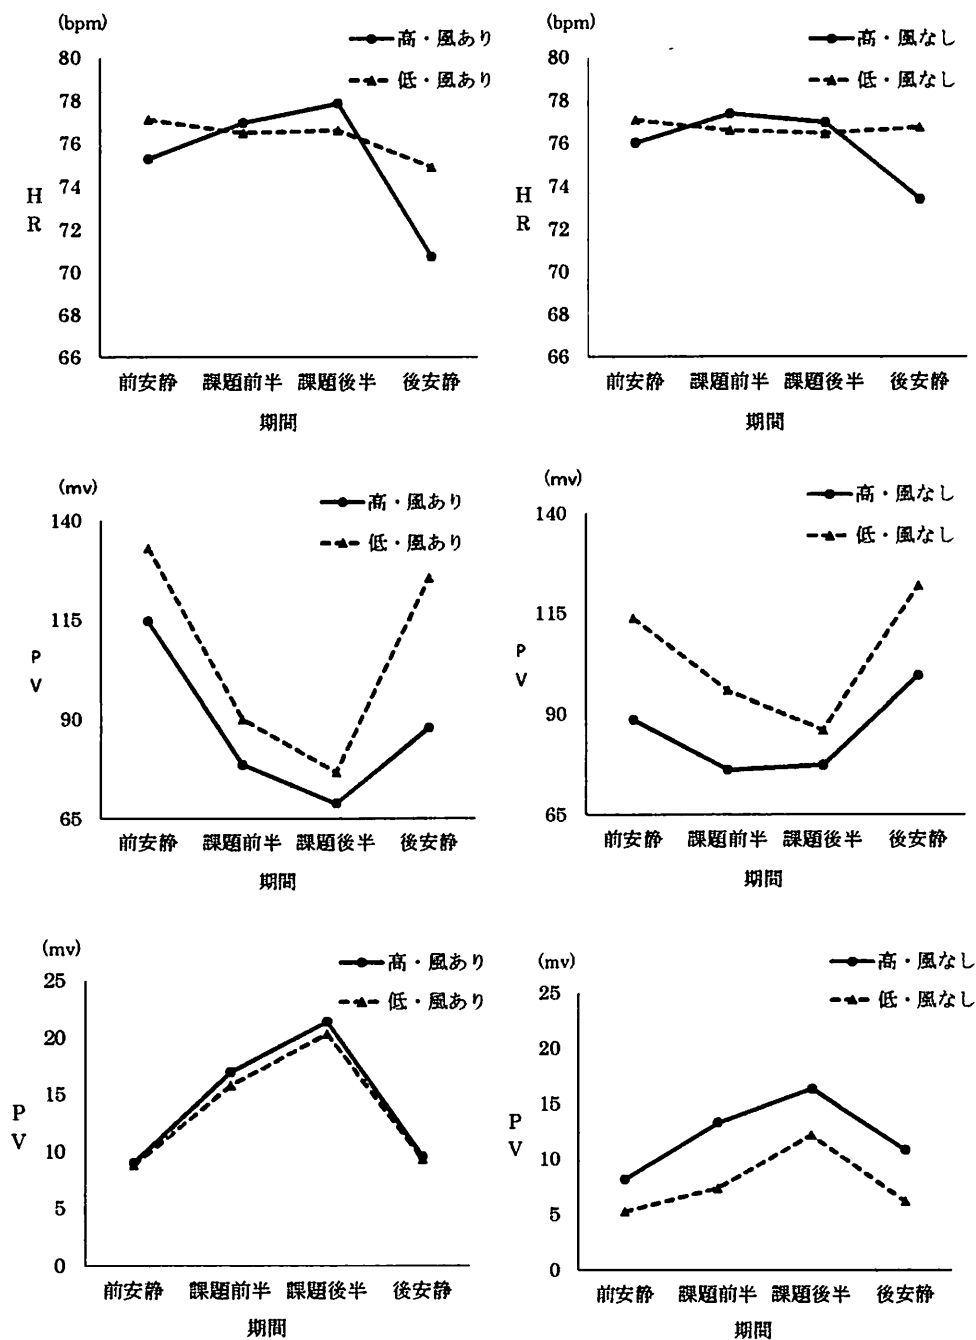 (bpm)
高・風あり
低・風あり
80
78
76
74
72
70
68
66
H
R
前安静 課題前半 課題後半 後安静
期間
(bpm)
高・風なし
低・風なし
80
78
76
74
72
70
68
66
H
R
前安静 課題前半 課題後半 後安静
期間
(mv)
高・風あり
低・風あり
140
115
90
65
P
V
前安静 課題前半 課題後半 後安静
期間
(mv)
高・風なし
低・風なし
140
115
90
65
P
V
前安静 課題前半 課題後半 後安静
期間
(mv)
高・風あり
低・風あり
25
20
15
10
5
0
P
V
前安静 課題前半 課題後半 後安静
期間
(mv)
高・風なし
低・風なし
25
20
15
10
5
0
P
V
前安静 課題前半 課題後半 後安静
期間